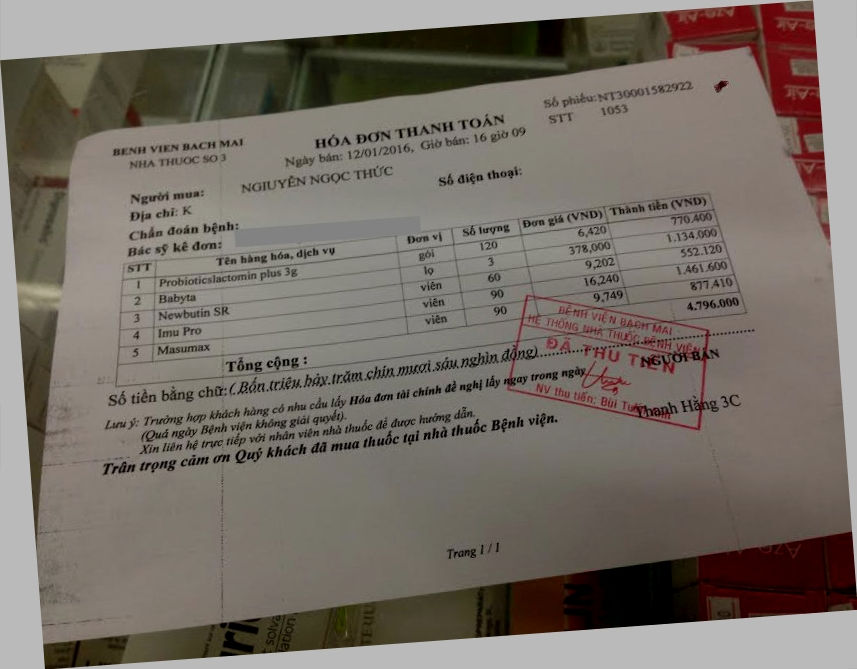 BENH VIEN BACH MAI
NHA THUOC SO 3
HÓA ĐƠN THANH TOÁN
Ngày bán: 12/01/2016, Giờ bán: 16 giờ 09
Số phiếu: NT30001582922
STT 1053
Người mua: NGIUYÊN NGỌC THỨC
Số điện thoại:
Địa chỉ: K
Chẩn đoán bệnh:
Bác sỹ kê đơn:
STT Tên hàng hóa, dịch vụ Đơn vị Số lượng Đơn giá (VND) Thành tiền (VND)
1 Probioticslactomin plus 3g gói 120 6,420 770.400
2 Babyta lọ 3 378,000 1.134.000
3 Newbutin SR viên 60 9,202 552.120
4 Imu Pro viên 90 16,240 1.461.600
5 Masumax viên 90 9,749 877.410
Tổng cộng : 4.796.000
Số tiền bằng chữ: ( Bốn triệu bảy trăm chín mươi sáu nghìn đồng)
Lưu ý: Trường hợp khách hàng có nhu cầu lấy Hóa đơn tài chính đề nghị lấy ngay trong ngày
(Quá ngày Bệnh viện không giải quyết).
Xin liên hệ trực tiếp với nhân viên nhà thuốc để được hướng dẫn.
Trân trọng cảm ơn Quý khách đã mua thuốc tại nhà thuốc Bệnh viện.
BỆNH VIỆN BẠCH MAI
HỆ THỐNG NHÀ THUỐC BỆNH VIỆN
ĐÃ THU TIỀN
NV thu tiền: Bùi
NGƯỜI BÁN
Thanh Hằng 3C
Trang 1 / 1